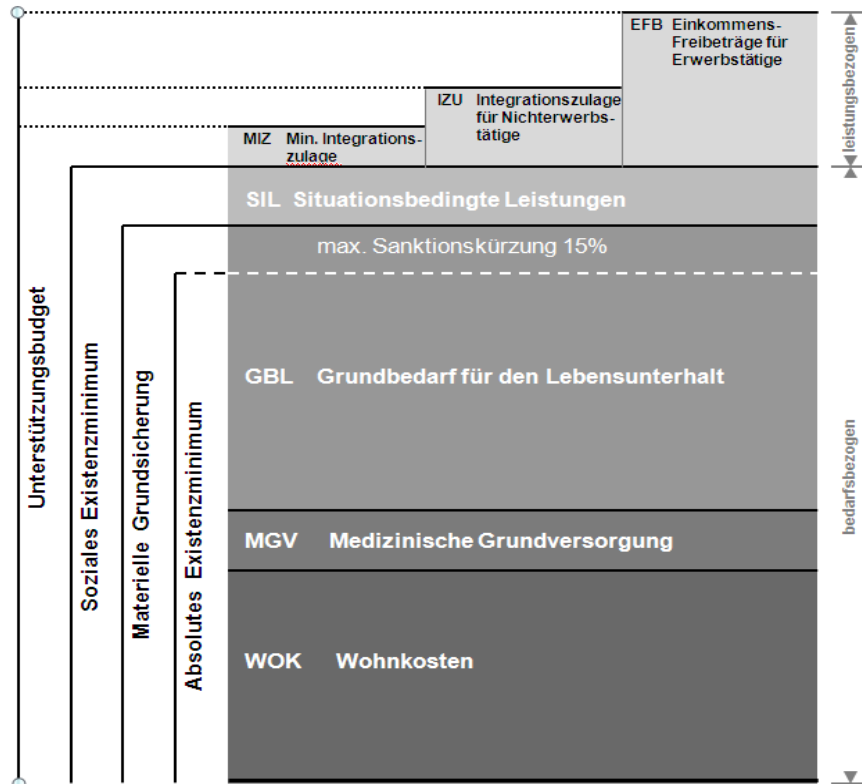 EFB Einkommens-
Freibeträge für
Erwerbstätige
IZU Integrationszulage
für Nichterwerbs-
tätige
MIZ Min. Integrations-
zulage
SIL Situationsbedingte Leistungen
max. Sanktionskürzung 15%
GBL Grundbedarf für den Lebensunterhalt
MGV Medizinische Grundversorgung
WOK Wohnkosten
Unterstützungsbudget
Soziales Existenzminimum
Materielle Grundsicherung
Absolutes Existenzminimum
leistungsbezogen
bedarfsbezogen